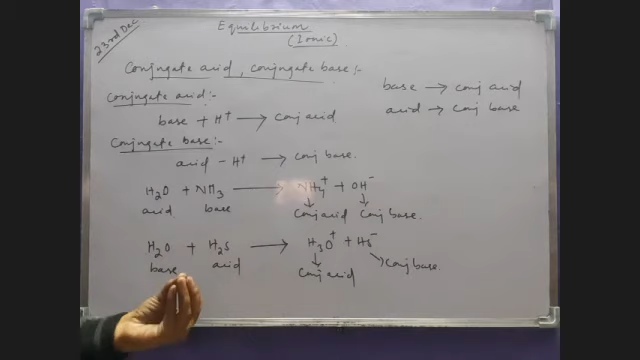 23rd Dec
Equilibrium
(Ionic)
Conjugate acid, conjugate base:-
base → conj acid
acid → conj base
Conjugate acid:-
base + H⁺ → conj acid
Conjugate base:-
acid - H⁺ → conj base.
H₂O + NH₃ → NH₄⁺ + OH⁻
acid base ↓ ↓
conj acid conj base.
H₂O + H₂S → H₃O⁺ + HS⁻
base acid ↓ ↘ conj base.
conj acid